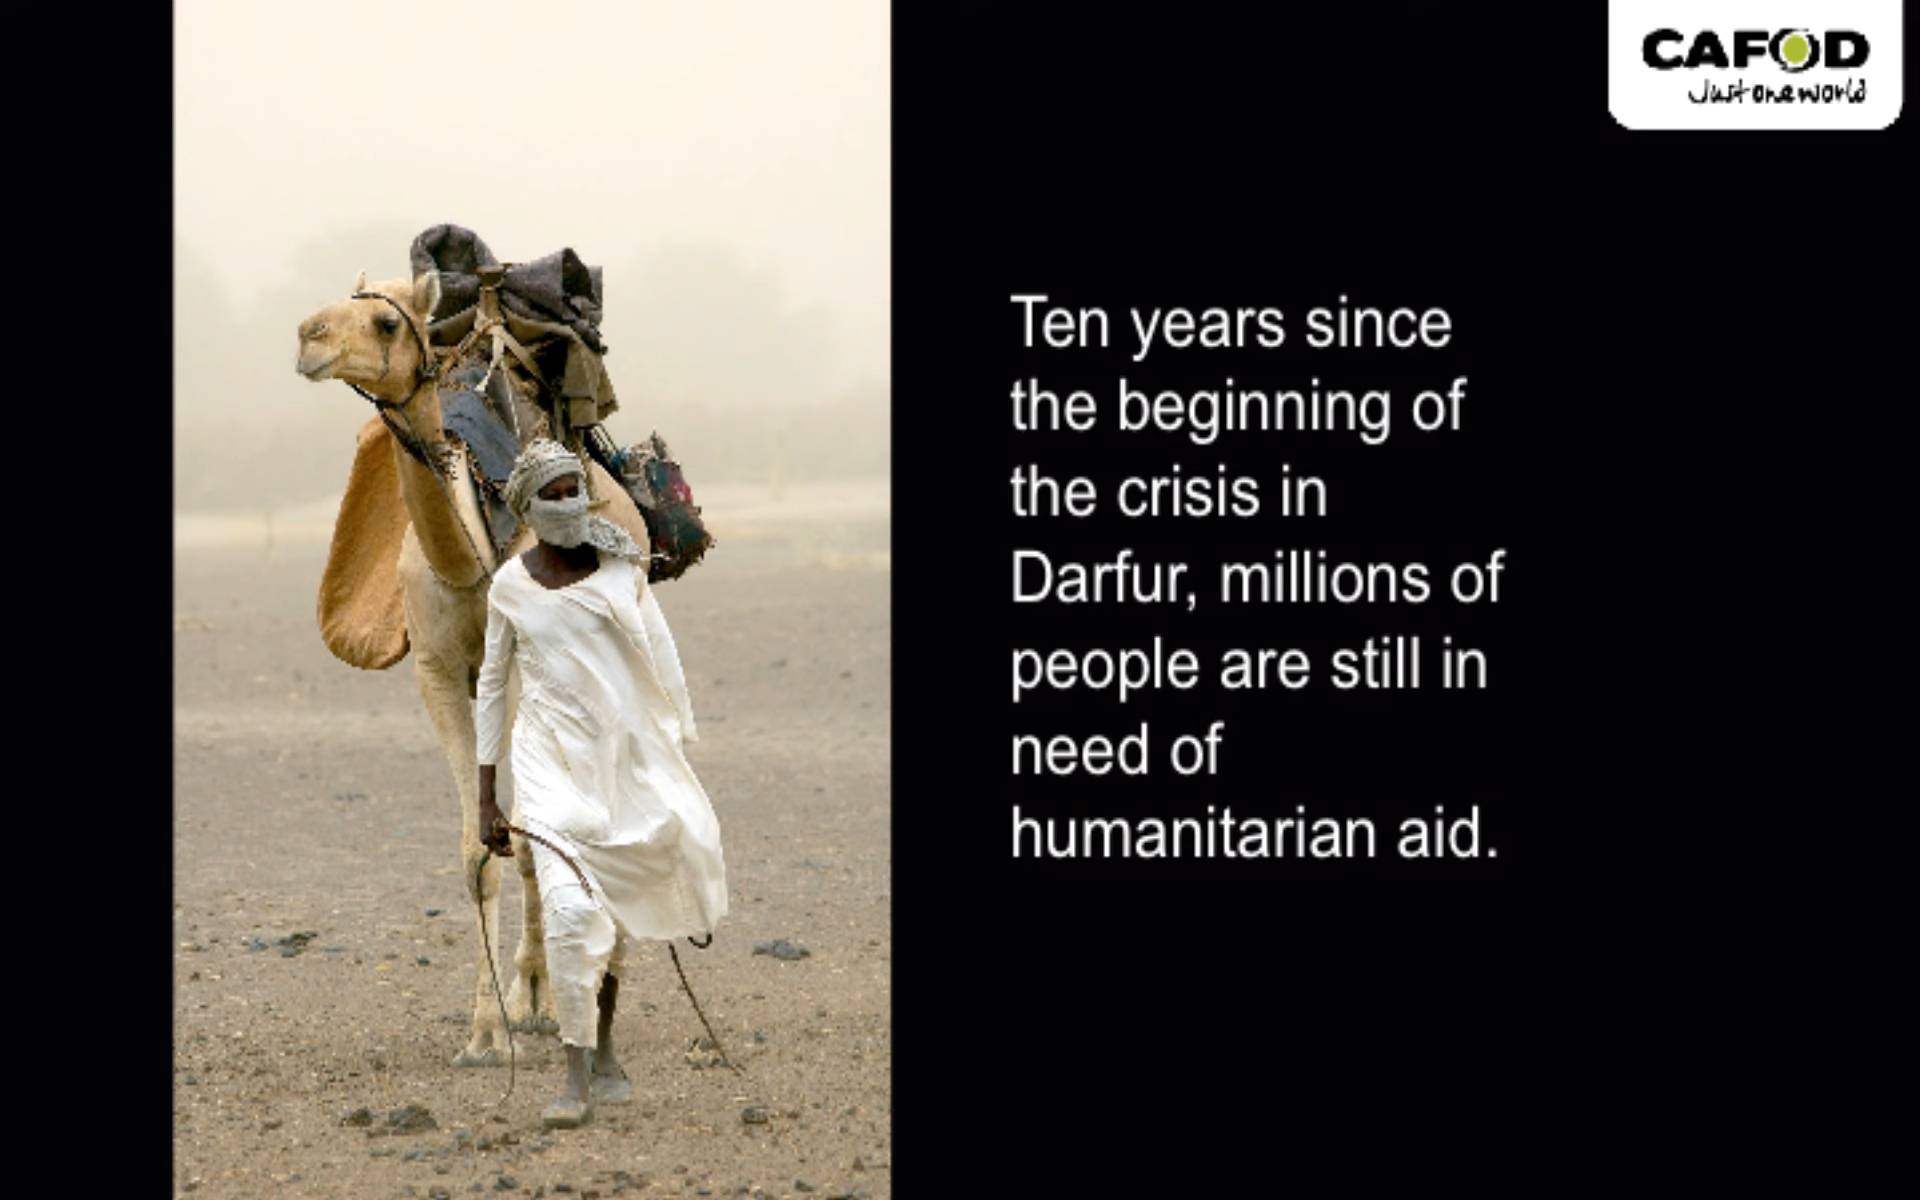 CAFOD
Just one world
Ten years since
the beginning of
the crisis in
Darfur, millions of
people are still in
need of
humanitarian aid.